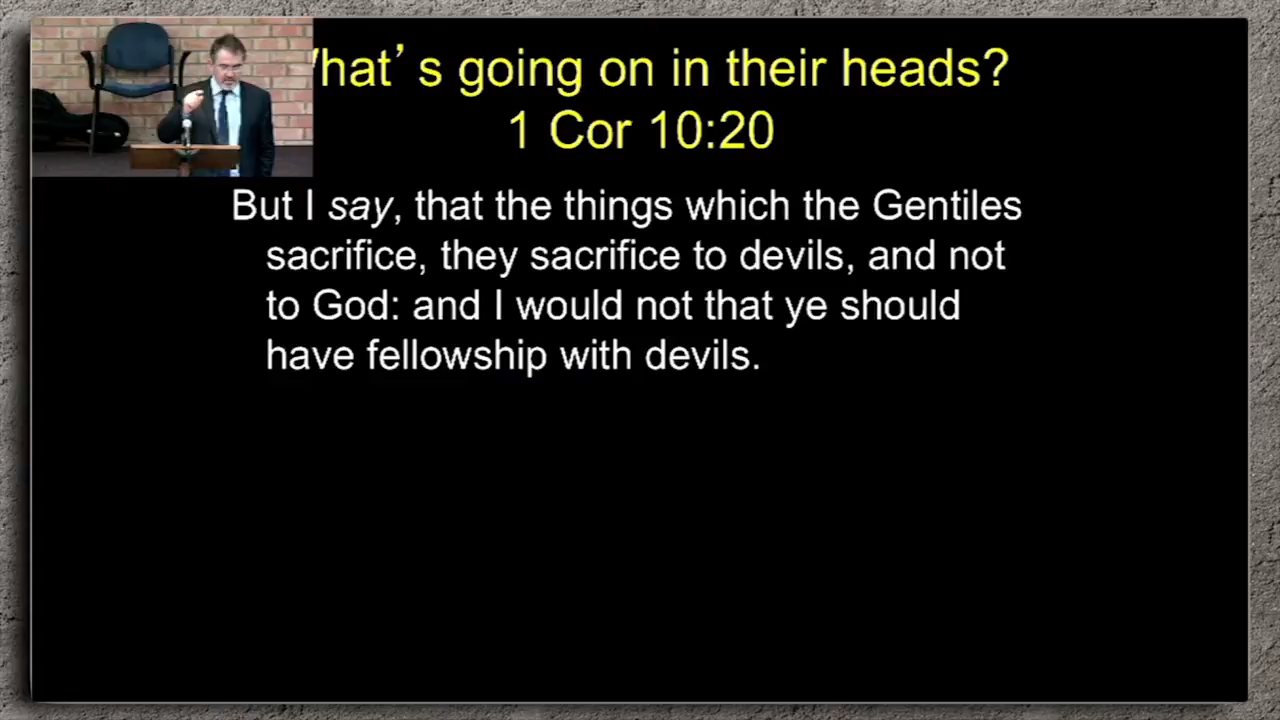 hat’s going on in their heads?
1 Cor 10:20
But I say, that the things which the Gentiles
sacrifice, they sacrifice to devils, and not
to God: and I would not that ye should
have fellowship with devils.